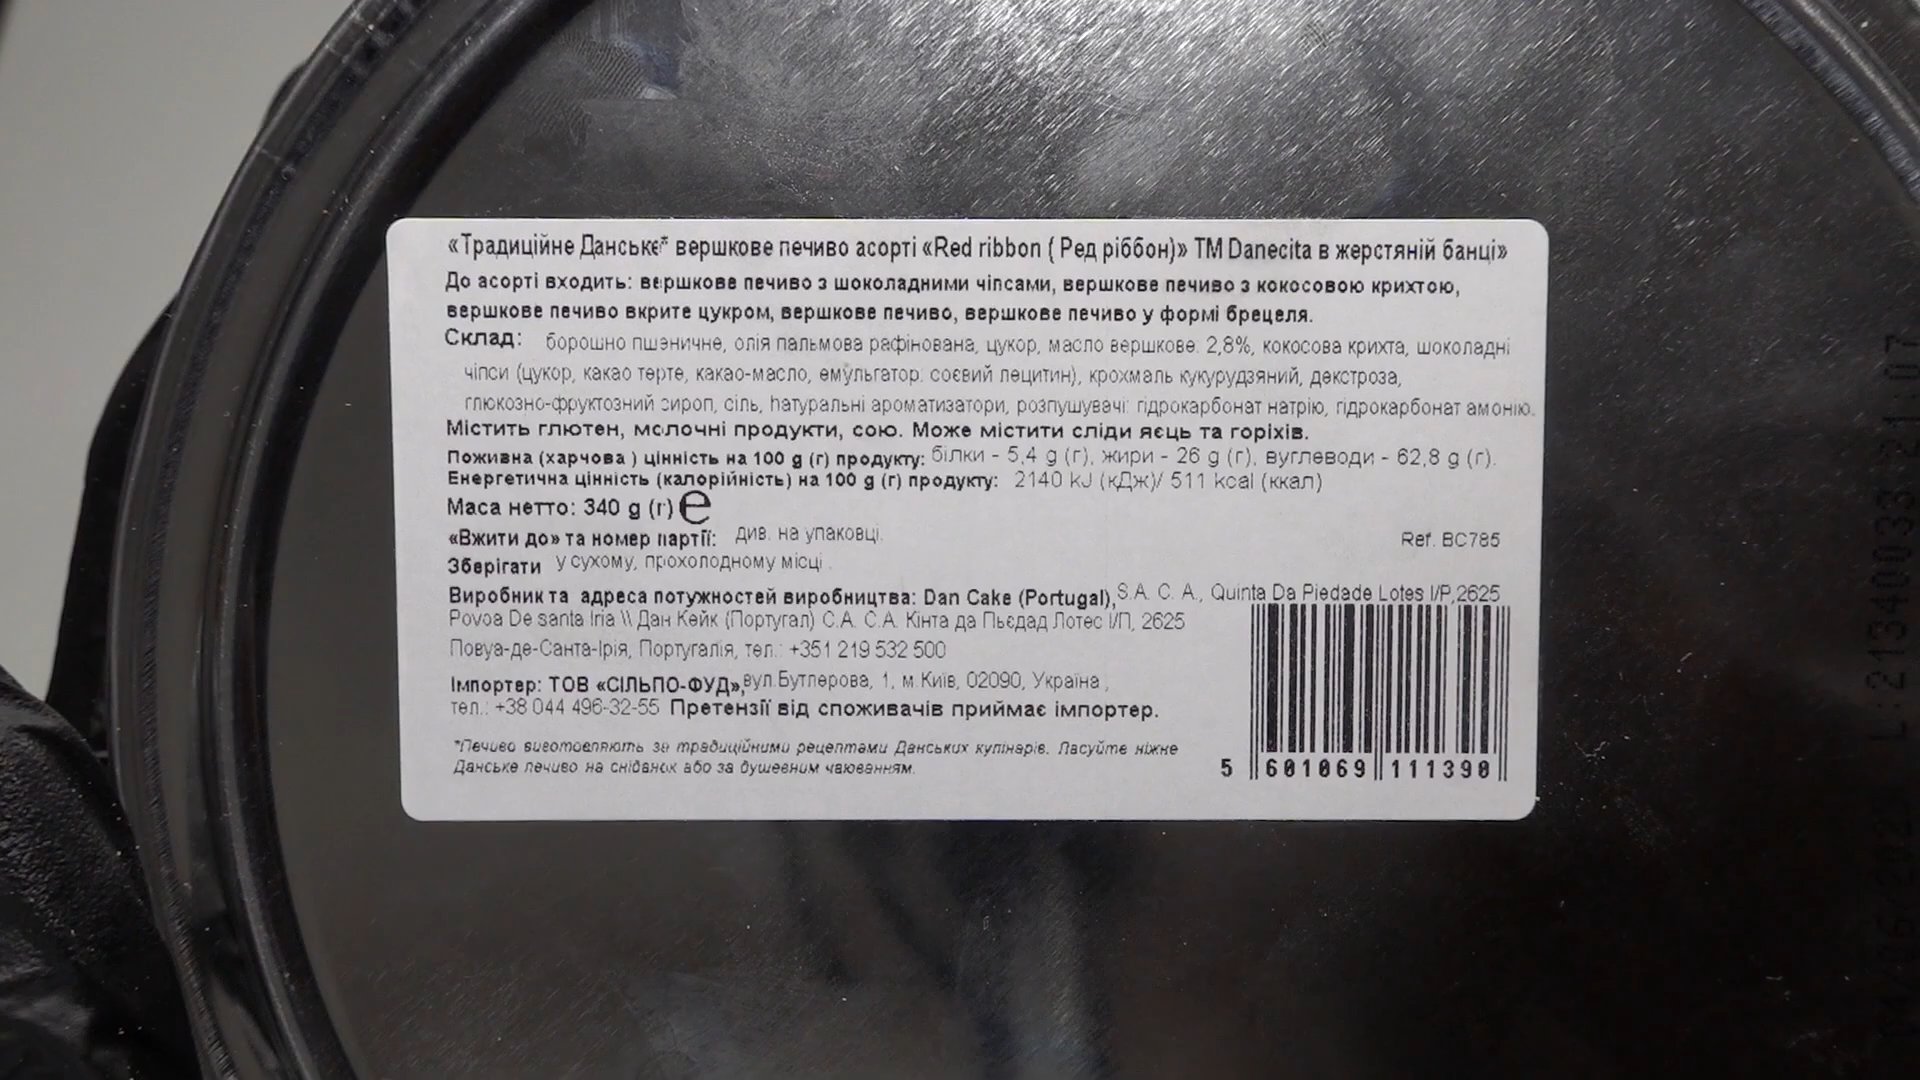 «Традиційне Данське* вершкове печиво асорті «Red ribbon ( Ред ріббон)» ТМ Danecita в жерстяній банці»
До асорті входить: вершкове печиво з шоколадними чіпсами, вершкове печиво з кокосовою крихтою,
вершкове печиво вкрите цукром, вершкове печиво, вершкове печиво у формі брецеля.
Склад: борошно пшэничне, олія пальмова рафінована, цукор, масло вершкове 2,8%, кокосова крихта, шоколадні
чіпси (цукор, какао терте, какао-масло, емульгатор: соєвий лецитин), крохмаль кукурудзяний, декстроза,
глюкозно-фруктозний сироп, сіль, натуральні ароматизатори, розпушувачі: гідрокарбонат натрію, гідрокарбонат амонію.
Містить глютен, молочні продукти, сою. Може містити сліди яєць та горіхів.
Поживна (харчова ) цінність на 100 g (г) продукту: білки - 5,4 g (г), жири - 26 g (г), вуглеводи - 62,8 g (г).
Енергетична цінність (калорійність) на 100 g (г) продукту: 2140 kJ (кДж)/ 511 kcal (ккал)
Маса нетто: 340 g (г) ℮
«Вжити до» та номер партії: див. на упаковці. Ref. BC785
Зберігати у сухому, прохолодному місці
Виробник та адреса потужностей виробництва: Dan Cake (Portugal), S.A. C. A., Quinta Da Piedade Lotes I/P,2625
Povoa De santa Iria \\ Дан Кейк (Португал) С.А. С.А. Кінта да Пьєдад Лотес І/П, 2625
Повуа-де-Санта-Ірія, Португалія, тел.: +351 219 532 500
Імпортер: ТОВ «СІЛЬПО-ФУД», вул.Бутлерова, 1, м.Київ, 02090, Україна ,
тел.: +38 044 496-32-55 Претензії від споживачів приймає імпортер.
*Печиво виготовляють за традиційними рецептами Данських кулінарів. Ласуйте ніжне
Данське печиво на сніданок або за душевним чаюванням.
5 601069 111390